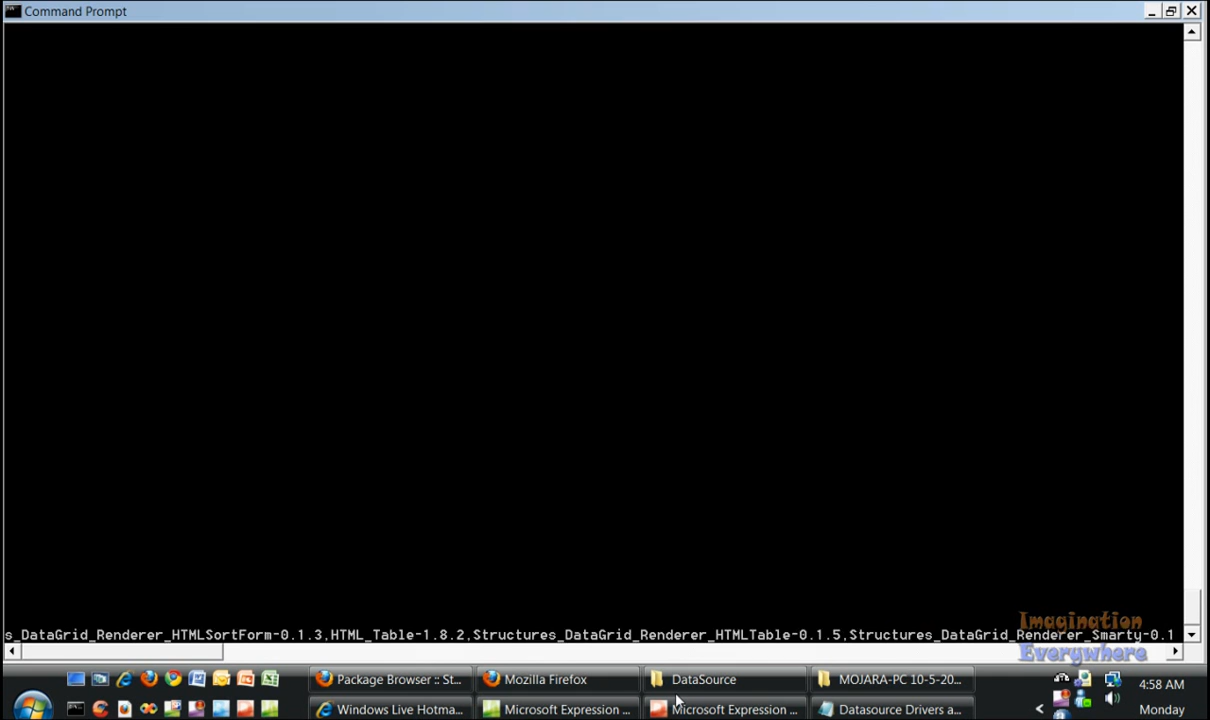 Command Prompt
s_DataGrid_Renderer_HTMLSortForm-0.1.3,HTML_Table-1.8.2,Structures_DataGrid_Renderer_HTMLTable-0.1.5,Structures_DataGrid_Renderer_Smarty-0.1
Imagination
Everywhere
Package Browser :: St...
Mozilla Firefox
DataSource
MOJARA-PC 10-5-20...
4:58 AM
Windows Live Hotma...
Microsoft Expression ...
Microsoft Expression ...
Datasource Drivers a...
Monday